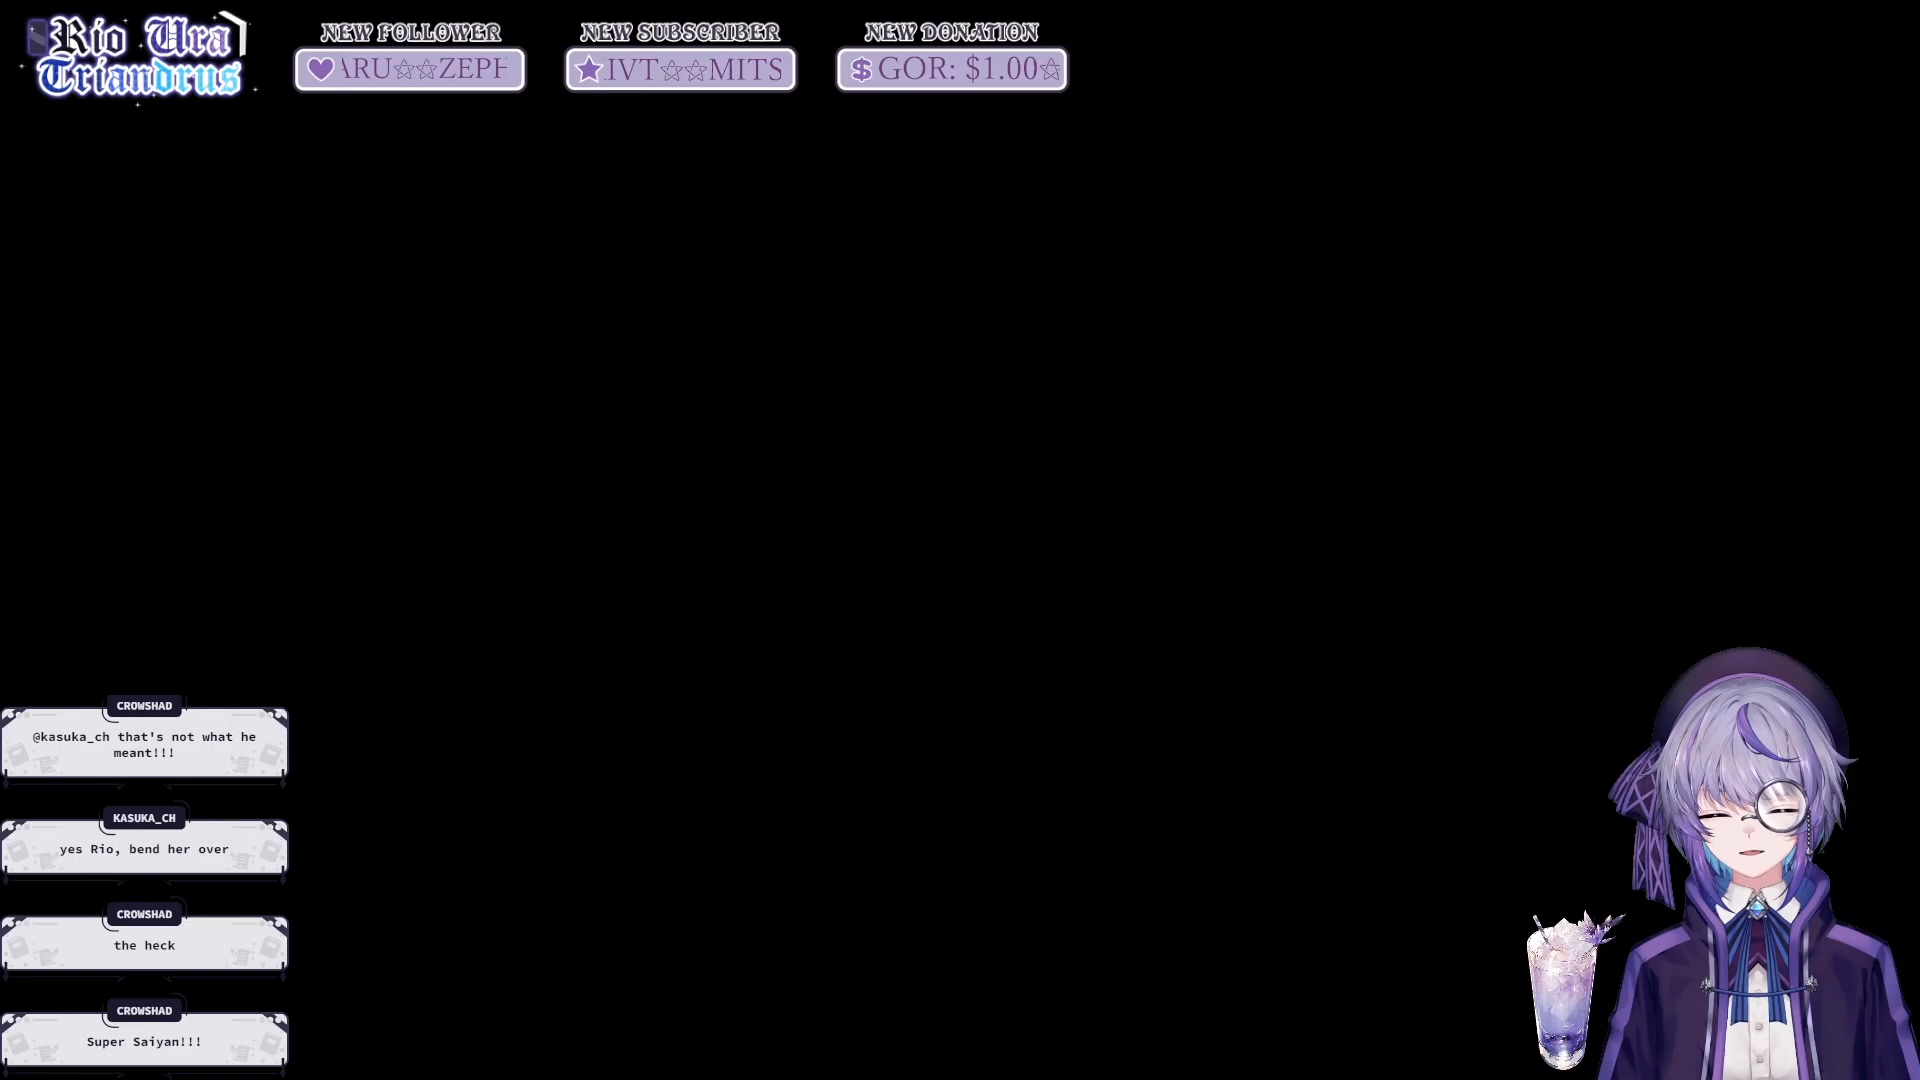 Rio Ura
Triandrus
NEW FOLLOWER
ARU☆☆ZEPH
NEW SUBSCRIBER
IVT☆☆MITS
NEW DONATION
$ GOR: $1.00☆
CROWSHAD
@kasuka_ch that's not what he
meant!!!
KASUKA_CH
yes Rio, bend her over
CROWSHAD
the heck
CROWSHAD
Super Saiyan!!!